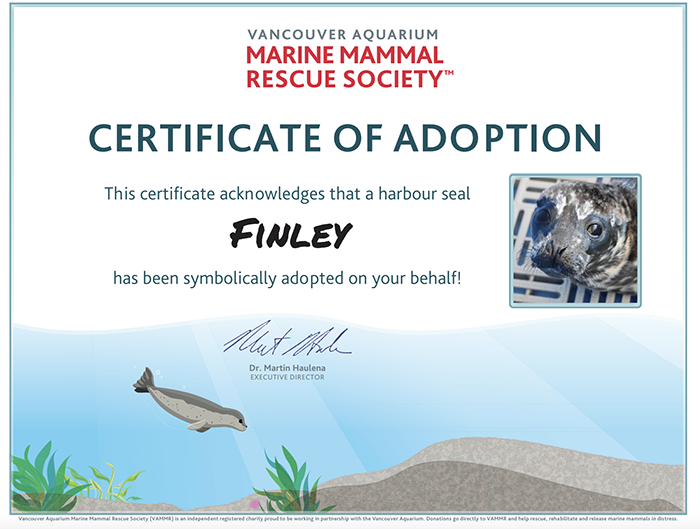 VANCOUVER AQUARIUM
MARINE MAMMAL
RESCUE SOCIETY™
CERTIFICATE OF ADOPTION
This certificate acknowledges that a harbour seal
FINLEY
has been symbolically adopted on your behalf!
Dr. Martin Haulena
EXECUTIVE DIRECTOR
Vancouver Aquarium Marine Mammal Rescue Society (VAMMR) is an independent registered charity proud to be working in partnership with the Vancouver Aquarium. Donations go directly to VAMMR and help rescue, rehabilitate and release marine mammals in distress.